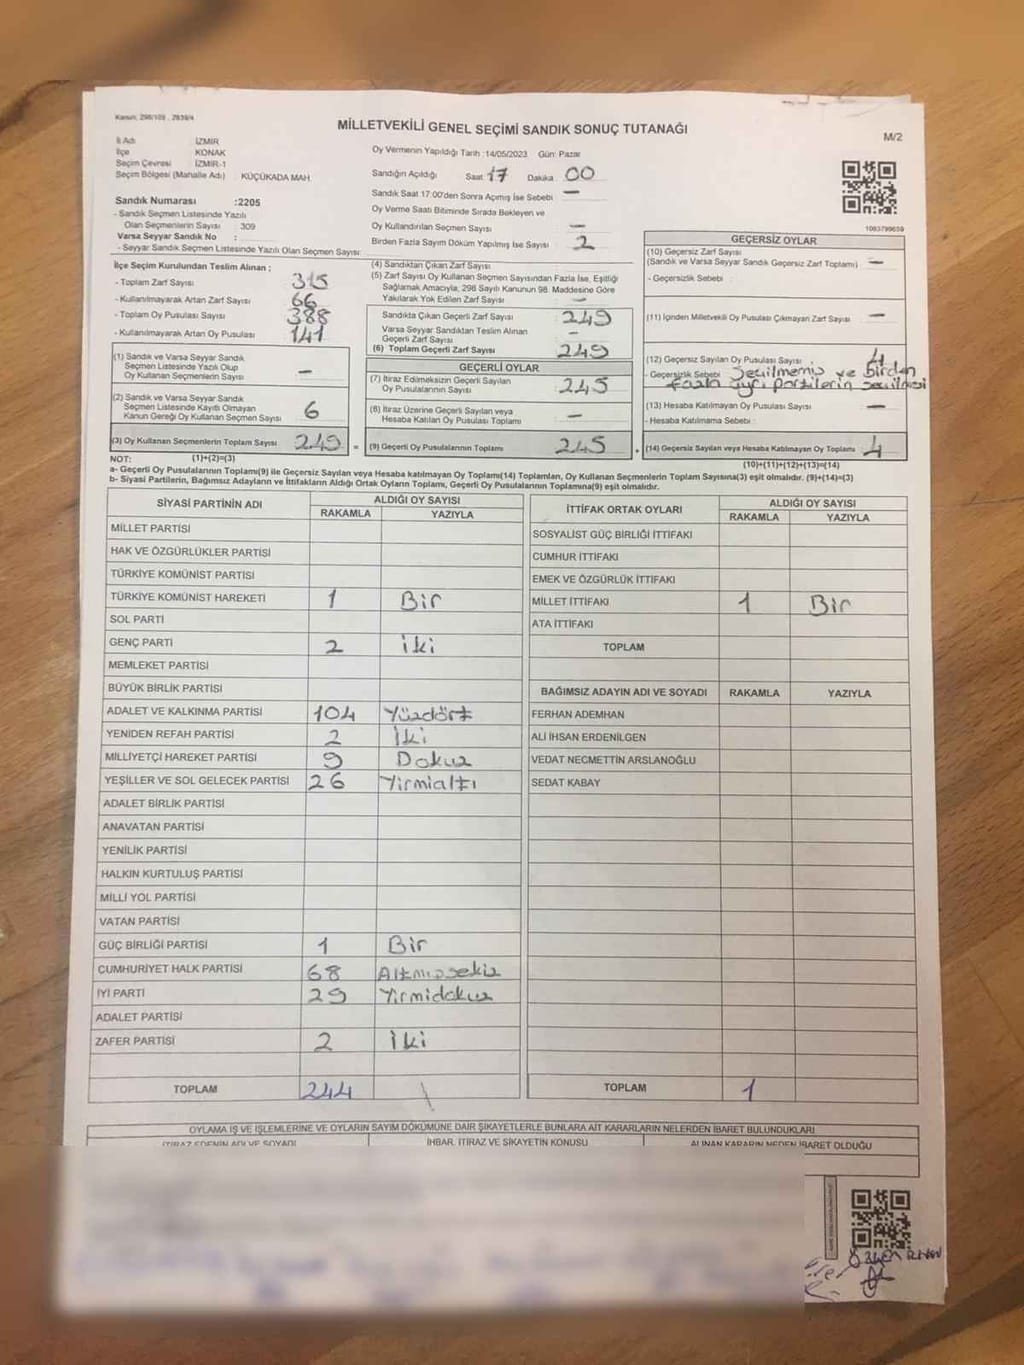 Kanun: 298/105 , 2839/4
MİLLETVEKİLİ GENEL SEÇİMİ SANDIK SONUÇ TUTANAĞI
M/2
İl Adı İZMİR
İlçe KONAK
Seçim Çevresi İZMİR-1
Seçim Bölgesi (Mahalle Adı) KÜÇÜKADA MAH.
Oy Vermenin Yapıldığı Tarih :14/05/2023 Gün: Pazar
Sandığın Açıldığı Saat 17 Dakika 00
Sandık Saat 17:00'den Sonra Açmış İse Sebebi –
Oy Verme Saati Bitiminde Sırada Bekleyen ve
Oy Kullandırılan Seçmen Sayısı –
Birden Fazla Sayım Döküm Yapılmış İse Sayısı 2
Sandık Numarası :2205
- Sandık Seçmen Listesinde Yazılı
Olan Seçmenlerin Sayısı : 309
Varsa Seyyar Sandık No :
- Seyyar Sandık Seçmen Listesinde Yazılı Olan Seçmen Sayısı:
1083799659
İlçe Seçim Kurulundan Teslim Alınan ;
- Toplam Zarf Sayısı 315
- Kullanılmayarak Artan Zarf Sayısı 66
- Toplam Oy Pusulası Sayısı 388
- Kullanılmayarak Artan Oy Pusulası 141
(1) Sandık ve Varsa Seyyar Sandık
Seçmen Listesinde Yazılı Olup
Oy Kullanan Seçmenlerin Sayısı –
(2) Sandık ve Varsa Seyyar Sandık
Seçmen Listesinde Kayıtlı Olmayan
Kanun Gereği Oy Kullanan Seçmen Sayısı 6
(3) Oy Kullanan Seçmenlerin Toplam Sayısı 249 =
(4) Sandıktan Çıkan Zarf Sayısı
(5) Zarf Sayısı Oy Kullanan Seçmen Sayısından Fazla İse, Eşitliği
Sağlamak Amacıyla, 298 Sayılı Kanunun 98. Maddesine Göre
Yakılarak Yok Edilen Zarf Sayısı –
Sandıkta Çıkan Geçerli Zarf Sayısı 249
Varsa Seyyar Sandıktan Teslim Alınan
Geçerli Zarf Sayısı –
(6) Toplam Geçerli Zarf Sayısı 249
GEÇERLİ OYLAR
(7) İtiraz Edilmeksizin Geçerli Sayılan
Oy Pusulalarının Sayısı 245
(8) İtiraz Üzerine Geçerli Sayılan veya
Hesaba Katılan Oy Pusulaları Toplamı –
(9) Geçerli Oy Pusulalarının Toplamı 245 +
GEÇERSİZ OYLAR
(10) Geçersiz Zarf Sayısı
(Sandık ve Varsa Seyyar Sandık Geçersiz Zarf Toplamı) –
- Geçersizlik Sebebi :
(11) İçinden Milletvekili Oy Pusulası Çıkmayan Zarf Sayısı –
(12) Geçersiz Sayılan Oy Pusulası Sayısı : 4
- Geçersizlik Sebebi Seçilmemiş ve birden
fazla ayrı partilerin seçilmesi
(13) Hesaba Katılmayan Oy Pusulası Sayısı –
- Hesaba Katılmama Sebebi :
(14) Geçersiz Sayılan veya Hesaba Katılmayan Oy Toplamı 4
NOT: (1)+(2)=(3)
(10)+(11)+(12)+(13)=(14)
a- Geçerli Oy Pusulalarının Toplamı(9) ile Geçersiz Sayılan veya Hesaba katılmayan Oy Toplamı(14) Toplamları, Oy Kullanan Seçmenlerin Toplam Sayısına(3) eşit olmalıdır. (9)+(14)=(3)
b- Siyasi Partilerin, Bağımsız Adayların ve İttifakların Aldığı Ortak Oyların Toplamı, Geçerli Oy Pusulalarının Toplamına(9) eşit olmalıdır.
SİYASİ PARTİNİN ADI ALDIĞI OY SAYISI
RAKAMLA YAZIYLA
MİLLET PARTİSİ
HAK VE ÖZGÜRLÜKLER PARTİSİ
TÜRKİYE KOMÜNİST PARTİSİ
TÜRKİYE KOMÜNİST HAREKETİ 1 Bir
SOL PARTİ
GENÇ PARTİ 2 İki
MEMLEKET PARTİSİ
BÜYÜK BİRLİK PARTİSİ
ADALET VE KALKINMA PARTİSİ 104 Yüzdört
YENİDEN REFAH PARTİSİ 2 İki
MİLLİYETÇİ HAREKET PARTİSİ 9 Dokuz
YEŞİLLER VE SOL GELECEK PARTİSİ 26 Yirmialtı
ADALET BİRLİK PARTİSİ
ANAVATAN PARTİSİ
YENİLİK PARTİSİ
HALKIN KURTULUŞ PARTİSİ
MİLLİ YOL PARTİSİ
VATAN PARTİSİ
GÜÇ BİRLİĞİ PARTİSİ 1 Bir
CUMHURİYET HALK PARTİSİ 68 Altmışsekiz
İYİ PARTİ 29 Yirmidokuz
ADALET PARTİSİ
ZAFER PARTİSİ 2 İki
TOPLAM 244
İTTİFAK ORTAK OYLARI ALDIĞI OY SAYISI
RAKAMLA YAZIYLA
SOSYALİST GÜÇ BİRLİĞİ İTTİFAKI
CUMHUR İTTİFAKI
EMEK VE ÖZGÜRLÜK İTTİFAKI
MİLLET İTTİFAKI 1 Bir
ATA İTTİFAKI
TOPLAM
BAĞIMSIZ ADAYIN ADI VE SOYADI RAKAMLA YAZIYLA
FERHAN ADEMHAN
ALİ İHSAN ERDENİLGEN
VEDAT NECMETTİN ARSLANOĞLU
SEDAT KABAY
TOPLAM 1
OYLAMA İŞ VE İŞLEMLERİNE VE OYLARIN SAYIM DÖKÜMÜNE DAİR ŞİKAYETLERLE BUNLARA AİT KARARLARIN NELERDEN İBARET BULUNDUKLARI
İTİRAZ EDENİN ADI VE SOYADI İHBAR, İTİRAZ VE ŞİKAYETİN KONUSU ALINAN KARARIN NEDEN İBARET OLDUĞU